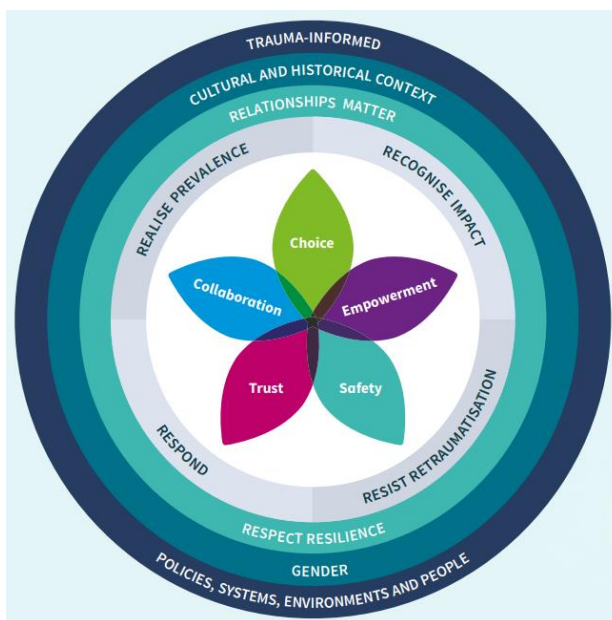 TRAUMA-INFORMED
CULTURAL AND HISTORICAL CONTEXT
RELATIONSHIPS MATTER
REALISE PREVALENCE
RECOGNISE IMPACT
Choice
Collaboration
Empowerment
Trust
Safety
RESPOND
RESIST RETRAUMATISATION
RESPECT RESILIENCE
GENDER
POLICIES, SYSTEMS, ENVIRONMENTS AND PEOPLE